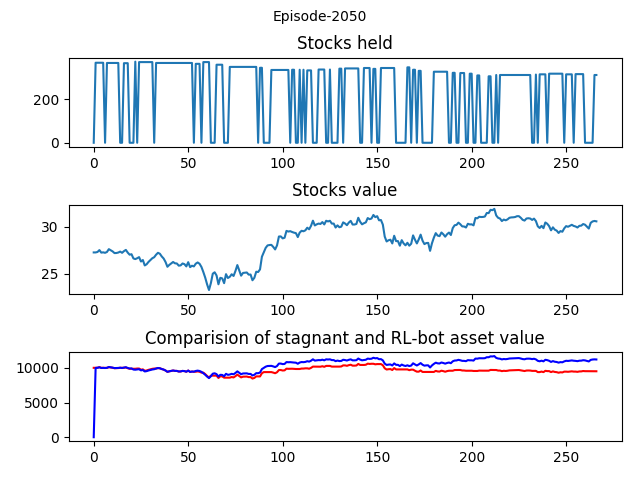 Episode-2050
Stocks held
200
0
0 50 100 150 200 250
Stocks value
30
25
0 50 100 150 200 250
Comparision of stagnant and RL-bot asset value
10000
5000
0
0 50 100 150 200 250